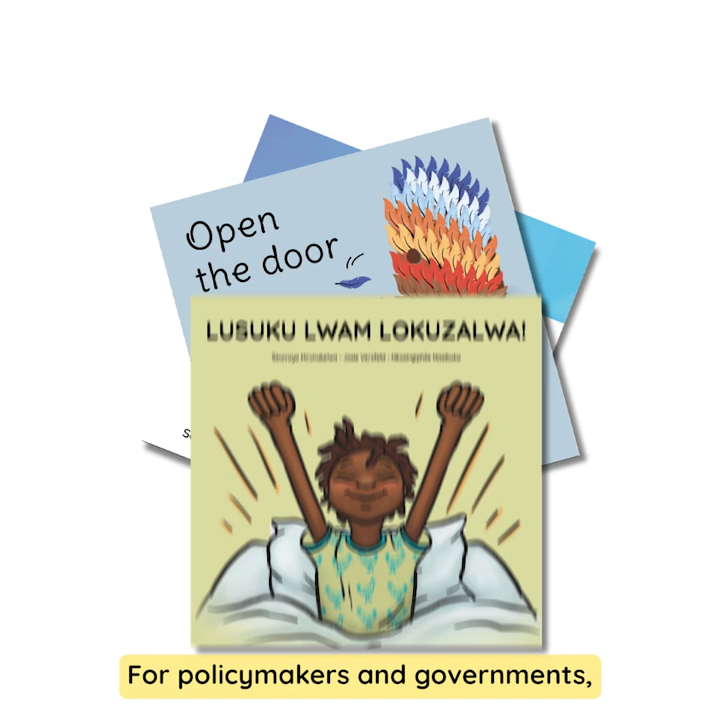 Open
the door
LUSUKU LWAM LOKUZALWA!
For policymakers and governments,